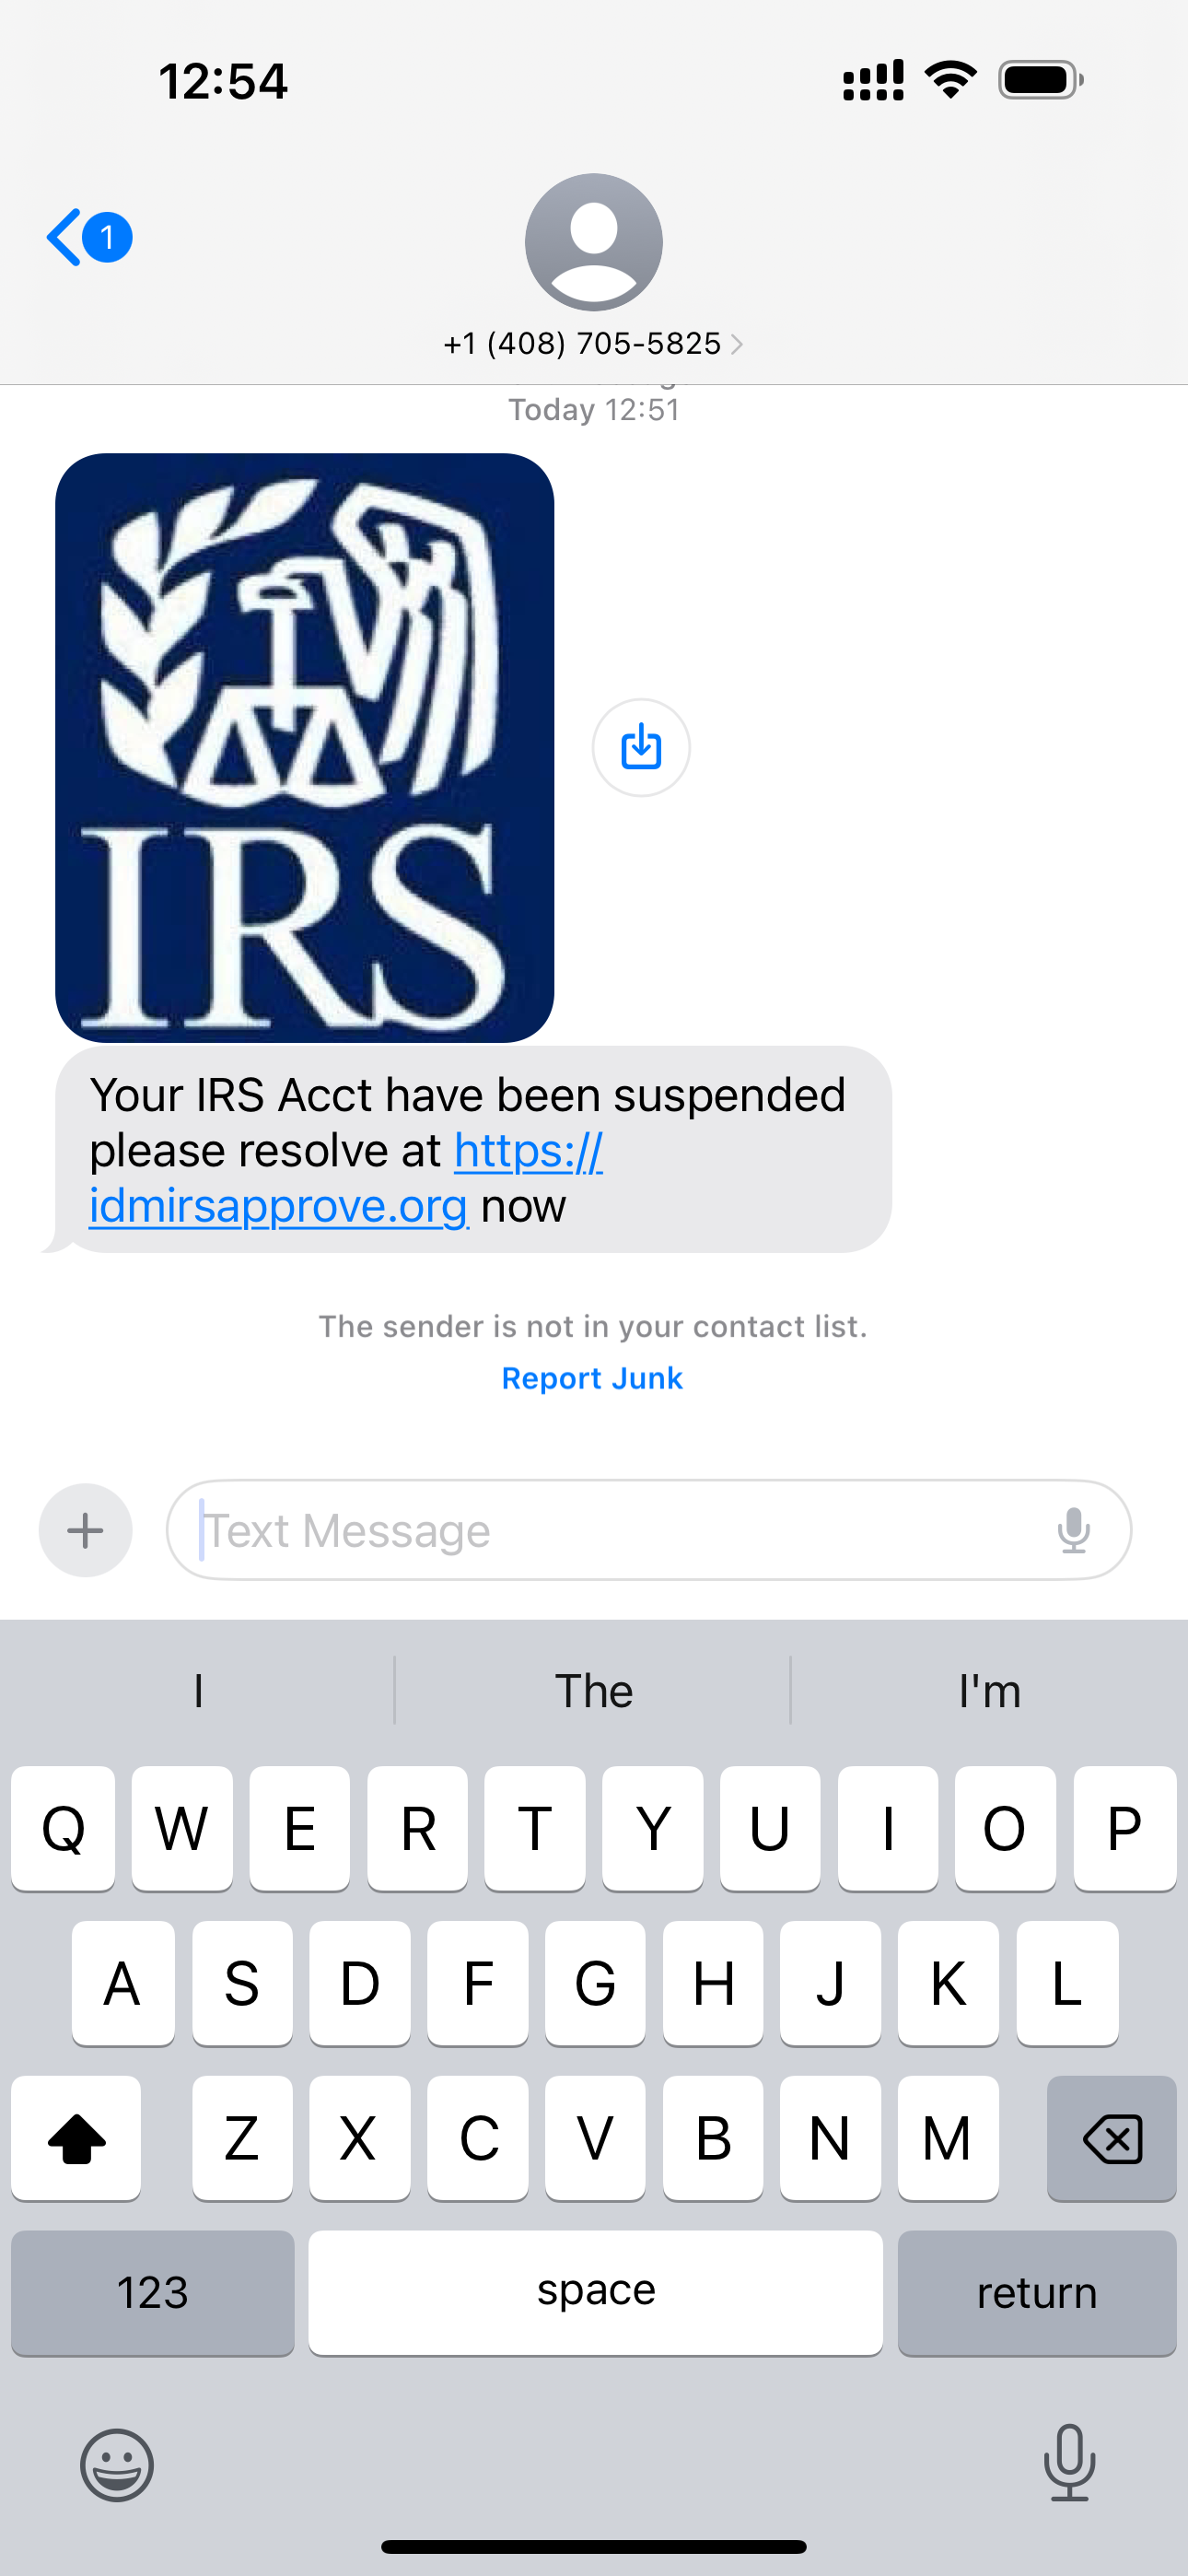 12:54
1
+1 (408) 705-5825
Today 12:51
IRS
Your IRS Acct have been suspended
please resolve at https://
idmirsapprove.org now
The sender is not in your contact list.
Report Junk
Text Message
I The I'm
Q W E R T Y U I O P
A S D F G H J K L
Z X C V B N M
123 space return